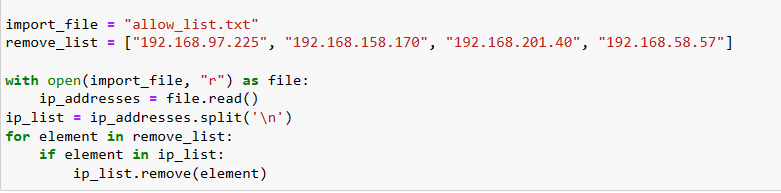 import_file = "allow_list.txt"
remove_list = ["192.168.97.225", "192.168.158.170", "192.168.201.40", "192.168.58.57"]
with open(import_file, "r") as file:
    ip_addresses = file.read()
ip_list = ip_addresses.split('\n')
for element in remove_list:
    if element in ip_list:
        ip_list.remove(element)